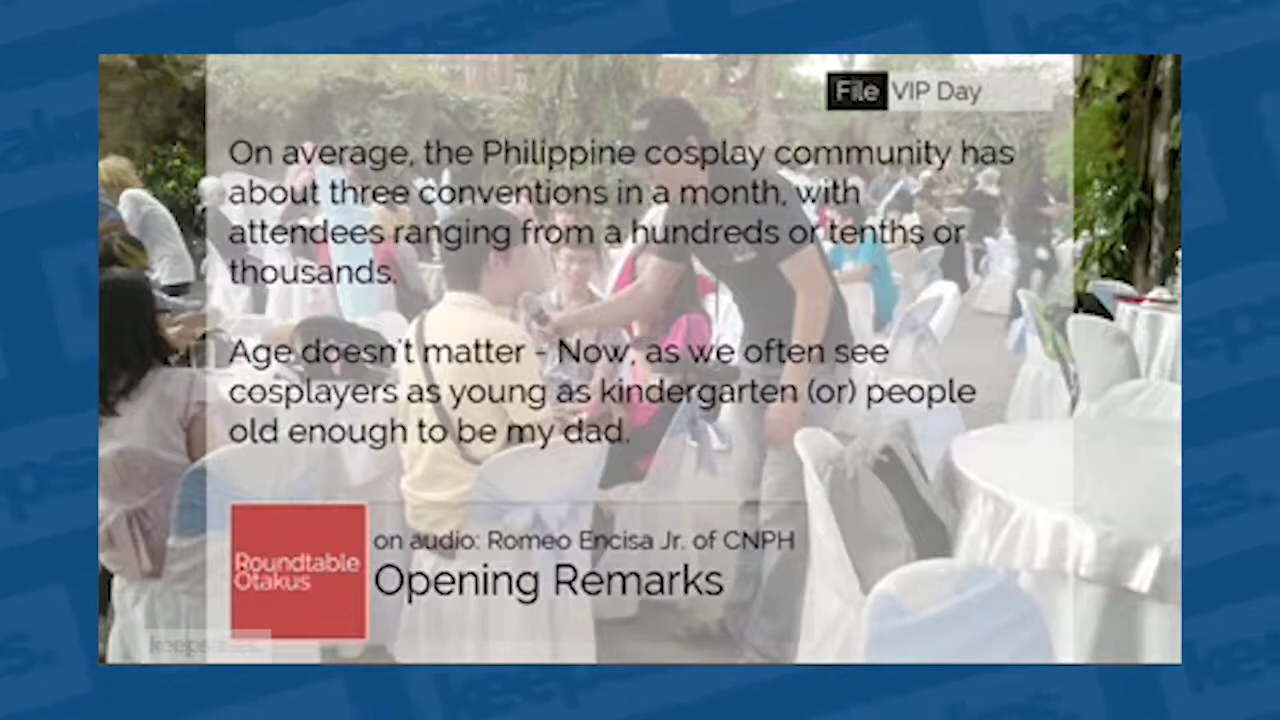 File VIP Day
On average, the Philippine cosplay community has
about three conventions in a month, with
attendees ranging from a hundreds or tenths or
thousands.
Age doesn't matter - Now, as we often see
cosplayers as young as kindergarten (or) people
old enough to be my dad.
Roundtable
Otakus
on audio: Romeo Encisa Jr. of CNPH
Opening Remarks
keepsakes.